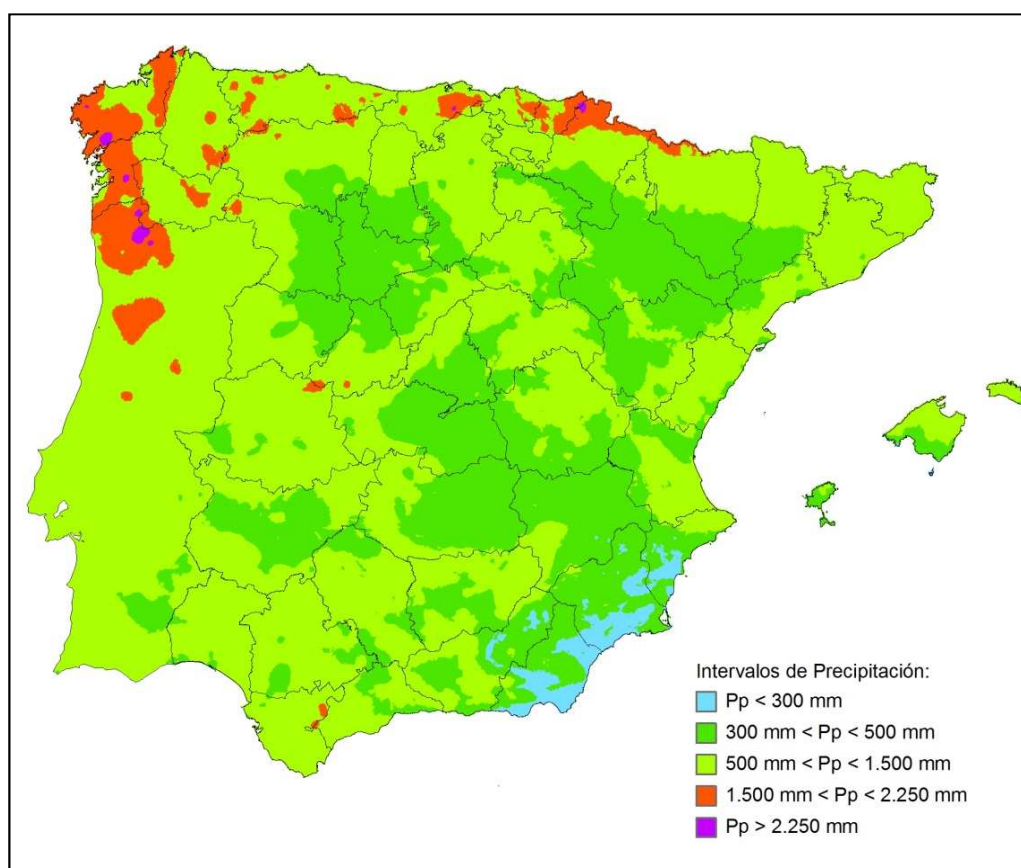 Intervalos de Precipitación:
Pp < 300 mm
300 mm < Pp < 500 mm
500 mm < Pp < 1.500 mm
1.500 mm < Pp < 2.250 mm
Pp > 2.250 mm